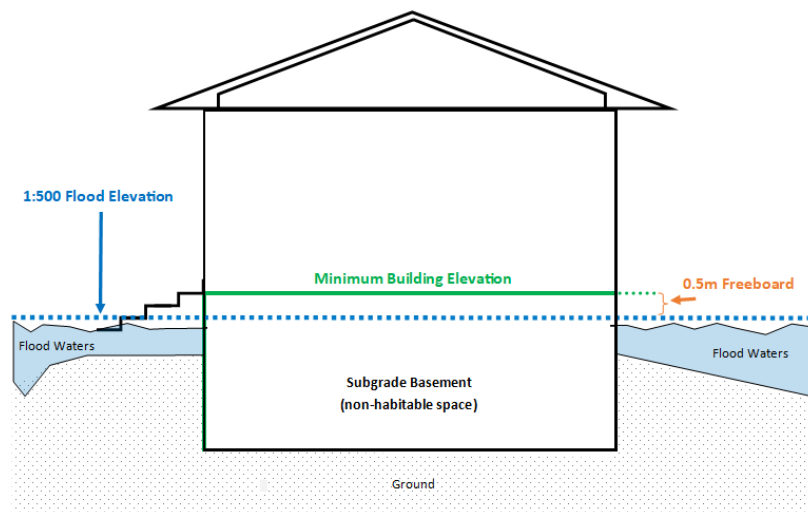 1:500 Flood Elevation
Minimum Building Elevation
0.5m Freeboard
Flood Waters
Flood Waters
Subgrade Basement
(non-habitable space)
Ground